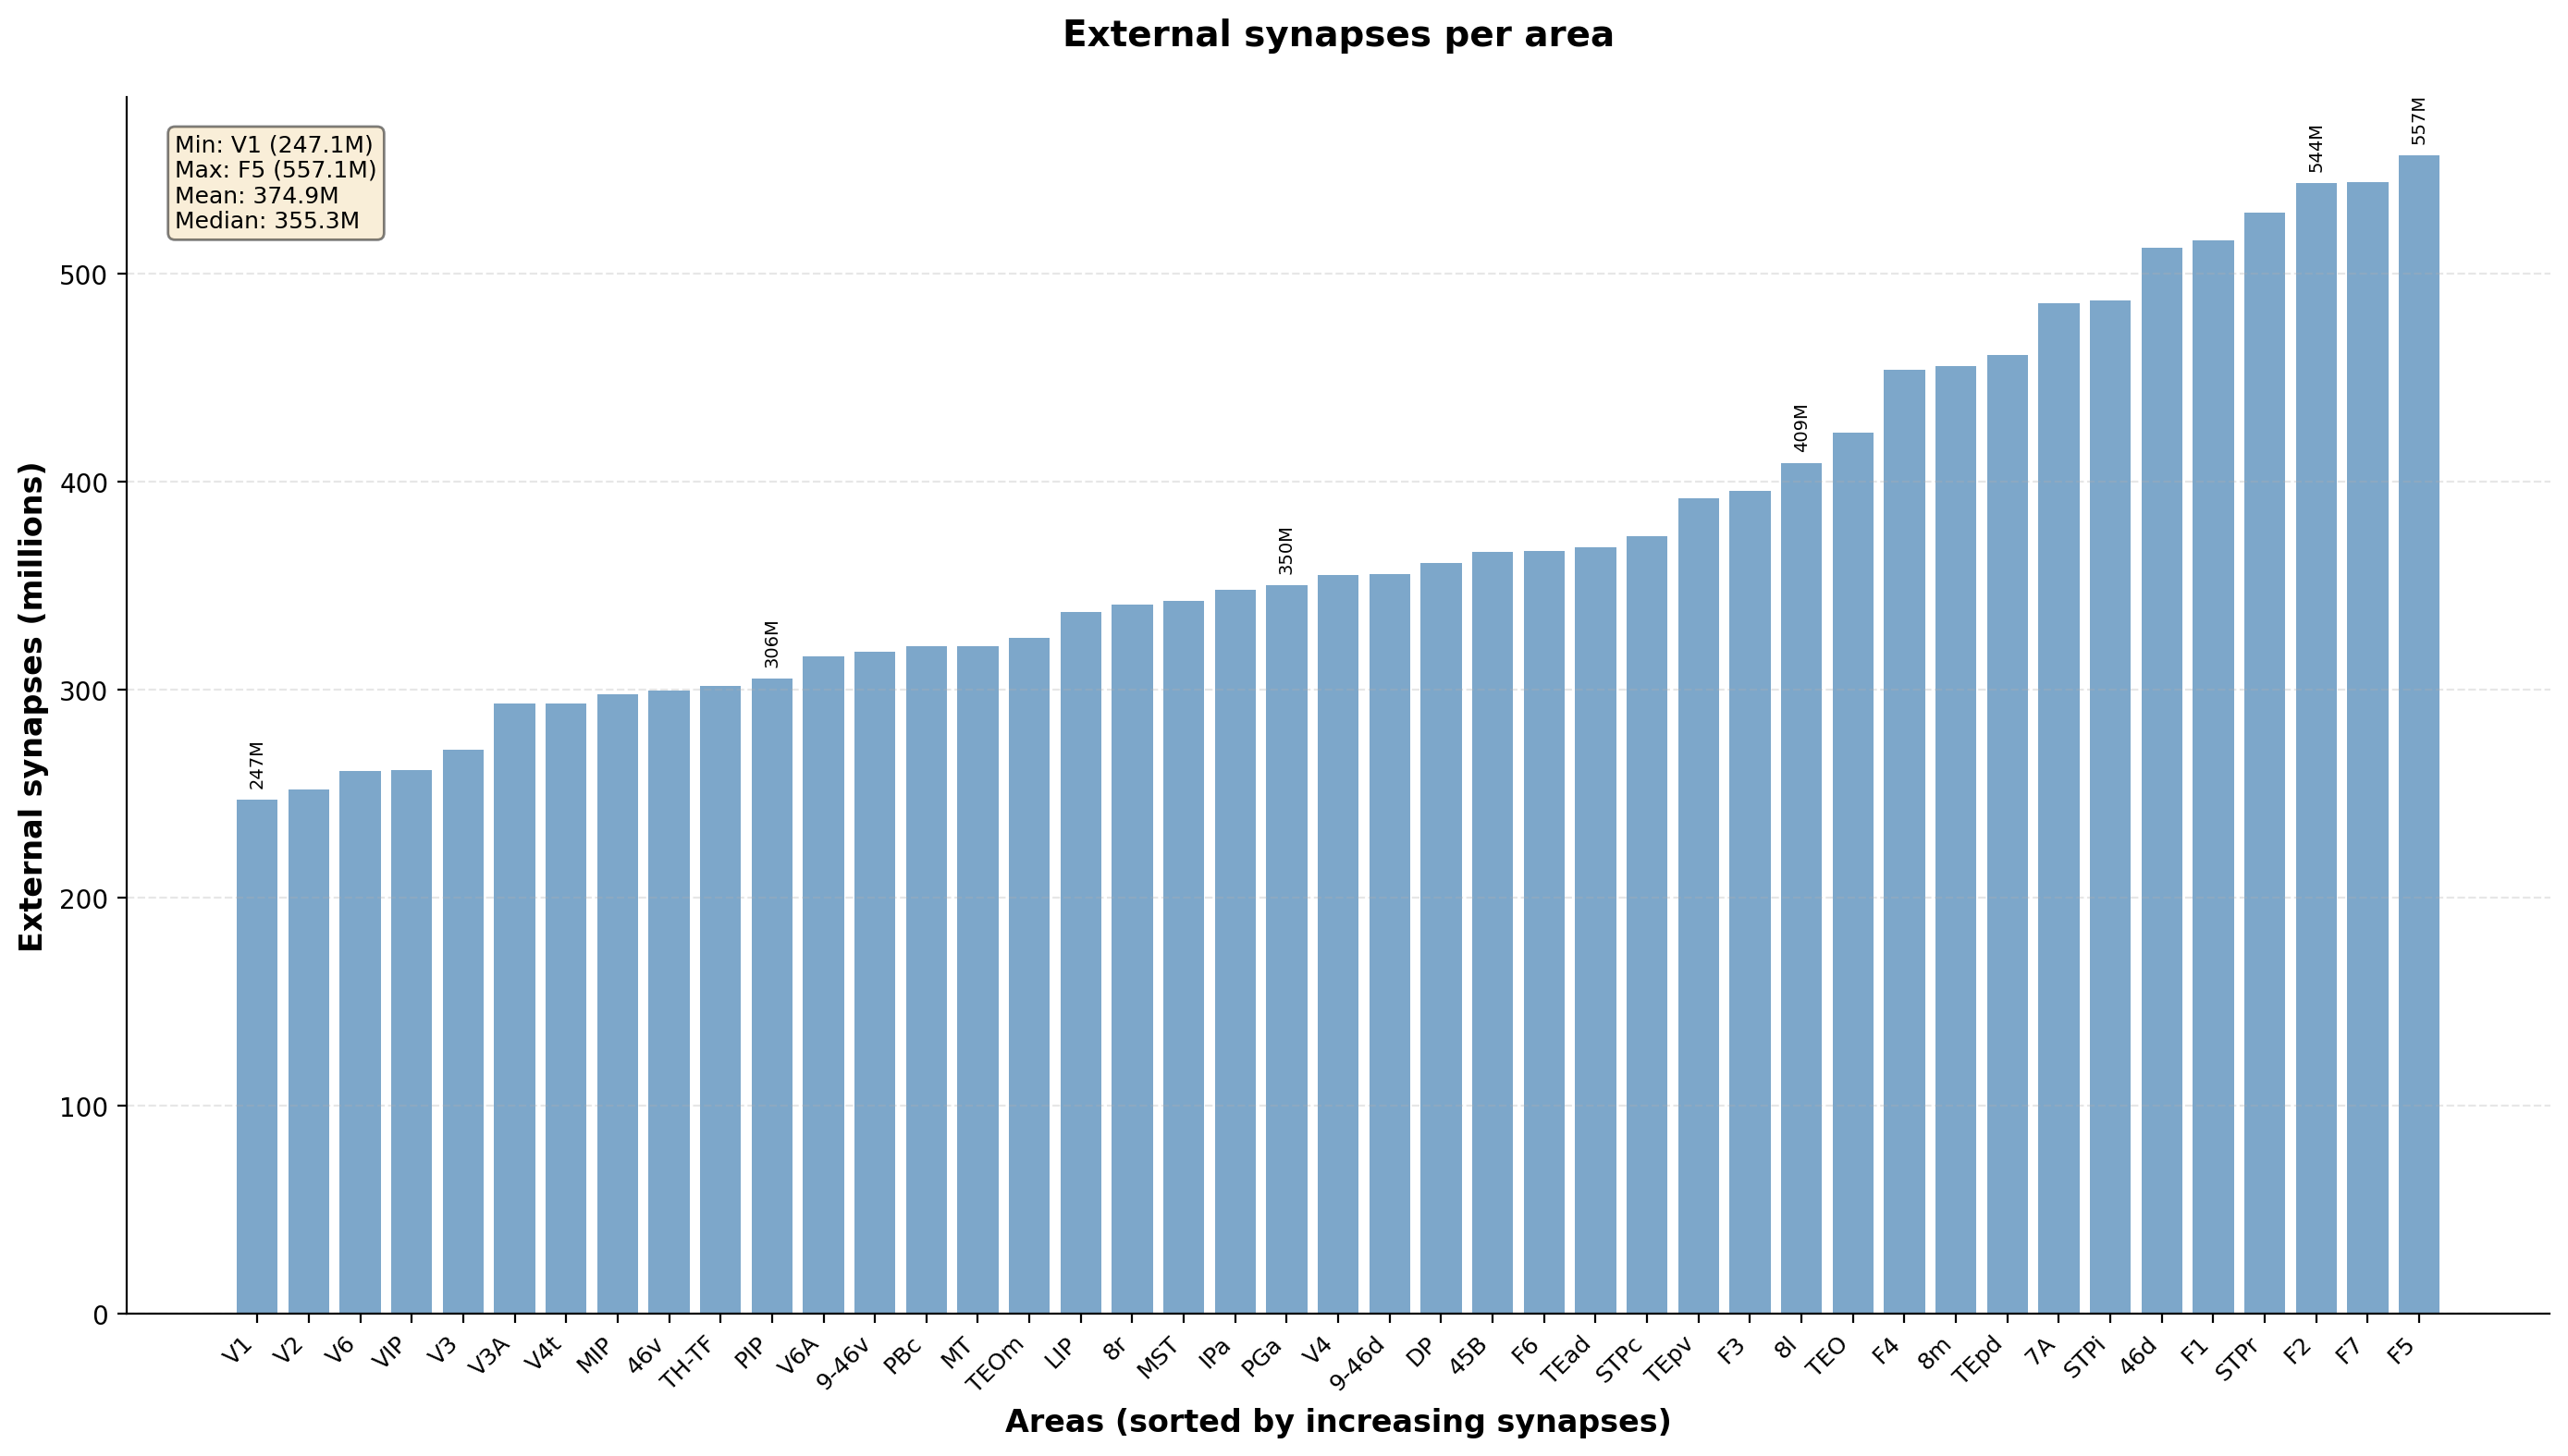 External synapses per area
Min: V1 (247.1M)
Max: F5 (557.1M)
Mean: 374.9M
Median: 355.3M
External synapses (millions)
500
400
300
200
100
0
247M
306M
350M
409M
544M
557M
V1
V2
V6
VIP
V3
V3A
V4t
MIP
46v
TH-TF
PIP
V6A
9-46v
PBc
MT
TEOm
LIP
8r
MST
IPa
PGa
V4
9-46d
DP
45B
F6
TEad
STPc
TEpv
F3
8l
TEO
F4
8m
TEpd
7A
STPi
46d
F1
STPr
F2
F7
F5
Areas (sorted by increasing synapses)